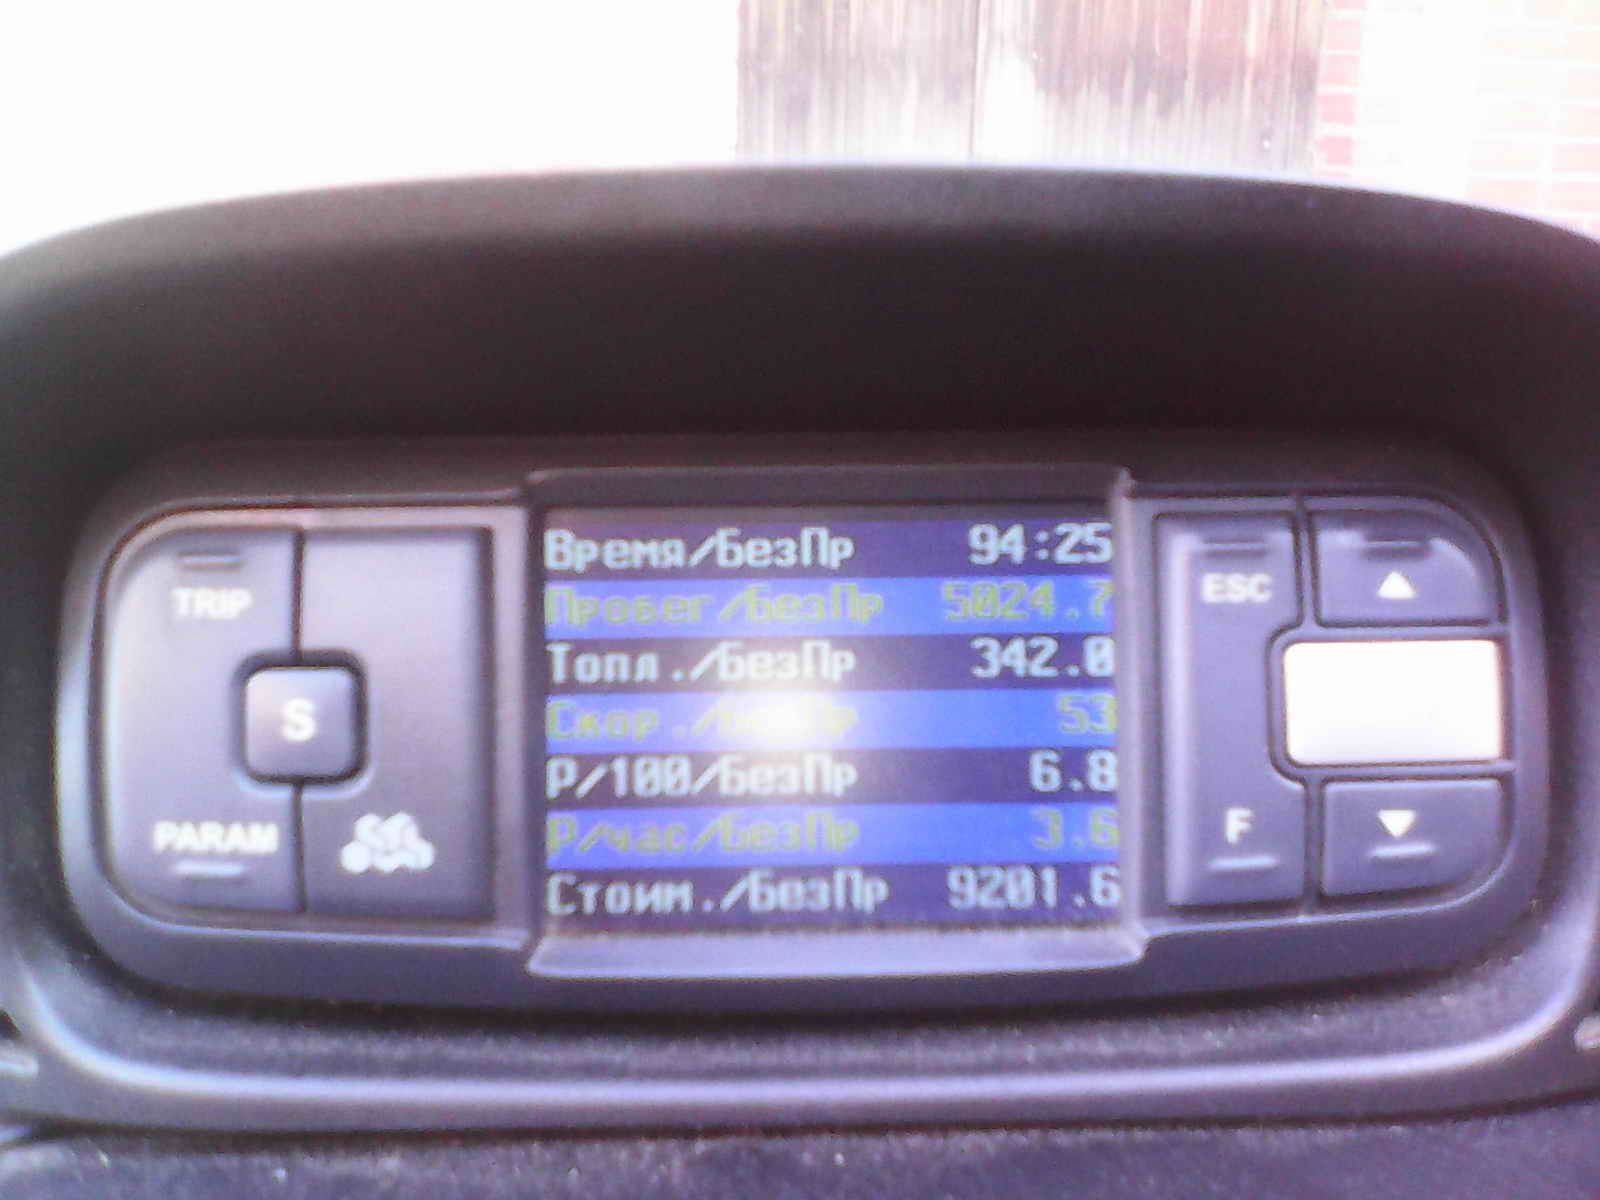 TRIP
S
PARAM
Время/БезПр 94:25
Пробег/БезПр 5024.7
Топл./БезПр 342.0
Скор./БезПр 53
Р/100/БезПр 6.8
Р/час/БезПр 3.6
Стоим./БезПр 9201.6
ESC
F